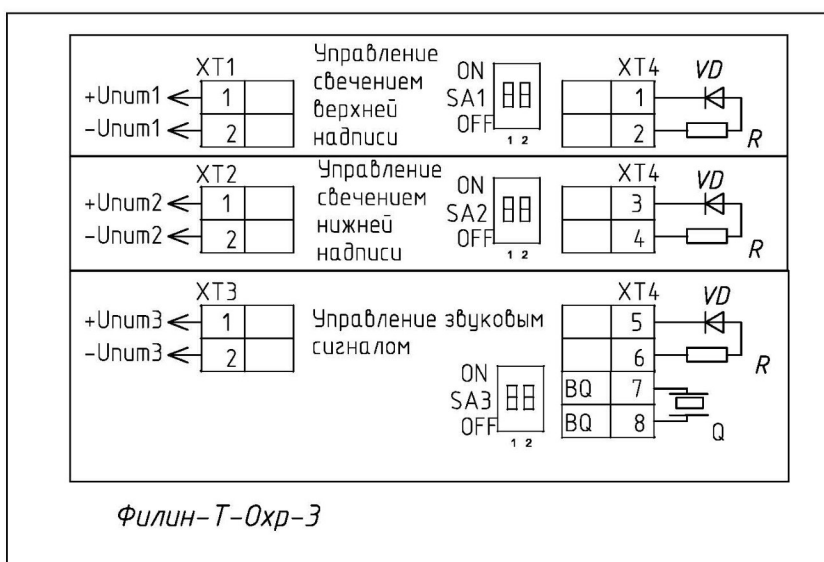 XT1
+Uпит1
1
-Uпит1
2
Управление
свечением
верхней
надписи
ON
SA1
OFF
1 2
XT4
1
2
VD
R
XT2
+Uпит2
1
-Uпит2
2
Управление
свечением
нижней
надписи
ON
SA2
OFF
1 2
XT4
3
4
VD
R
XT3
+Uпит3
1
-Uпит3
2
Управление звуковым
сигналом
ON
SA3
OFF
1 2
XT4
5
6
BQ 7
BQ 8
VD
R
Q
Филин-Т-Охр-3